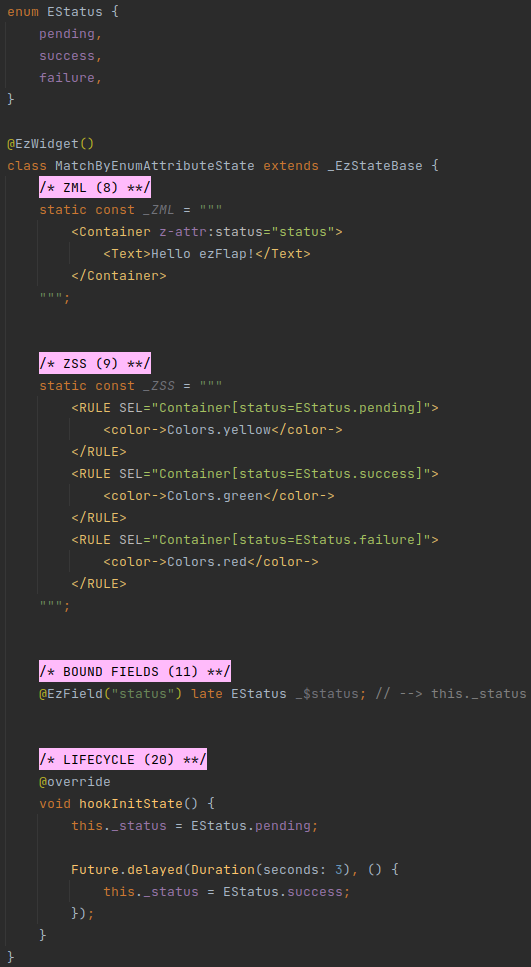 enum EStatus {
    pending,
    success,
    failure,
}

@EzWidget()
class MatchByEnumAttributeState extends _EzStateBase {
    /* ZML (8) **/
    static const _ZML = """
        <Container z-attr:status="status">
            <Text>Hello ezFlap!</Text>
        </Container>
    """;


    /* ZSS (9) **/
    static const _ZSS = """
        <RULE SEL="Container[status=EStatus.pending]">
            <color->Colors.yellow</color->
        </RULE>
        <RULE SEL="Container[status=EStatus.success]">
            <color->Colors.green</color->
        </RULE>
        <RULE SEL="Container[status=EStatus.failure]">
            <color->Colors.red</color->
        </RULE>
    """;


    /* BOUND FIELDS (11) **/
    @EzField("status") late EStatus _$status; // --> this._status


    /* LIFECYCLE (20) **/
    @override
    void hookInitState() {
        this._status = EStatus.pending;

        Future.delayed(Duration(seconds: 3), () {
            this._status = EStatus.success;
        });
    }
}